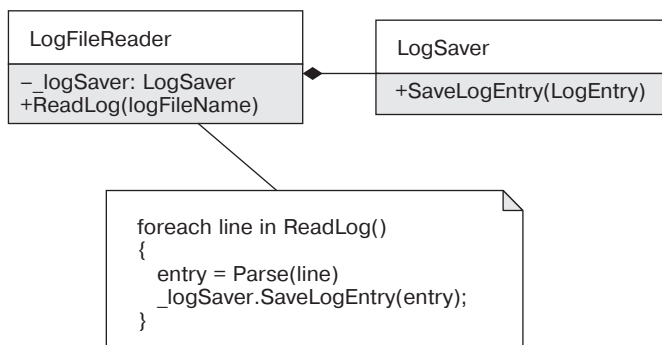 LogFileReader
–_logSaver: LogSaver
+ReadLog(logFileName)
LogSaver
+SaveLogEntry(LogEntry)
foreach line in ReadLog()
{
entry = Parse(line)
_logSaver.SaveLogEntry(entry);
}